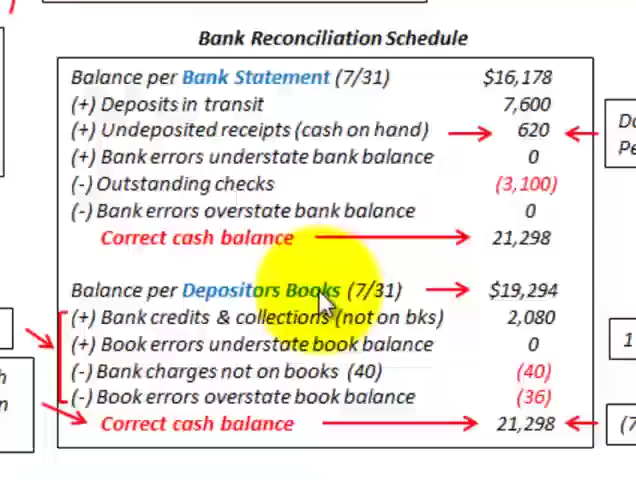 Bank Reconciliation Schedule
Balance per Bank Statement (7/31) $16,178
(+) Deposits in transit 7,600
(+) Undeposited receipts (cash on hand) 620
(+) Bank errors understate bank balance 0
(-) Outstanding checks (3,100)
(-) Bank errors overstate bank balance 0
Correct cash balance 21,298
Balance per Depositors Books (7/31) $19,294
(+) Bank credits & collections (not on bks) 2,080
(+) Book errors understate book balance 0
(-) Bank charges not on books (40) (40)
(-) Book errors overstate book balance (36)
Correct cash balance 21,298
1
(7